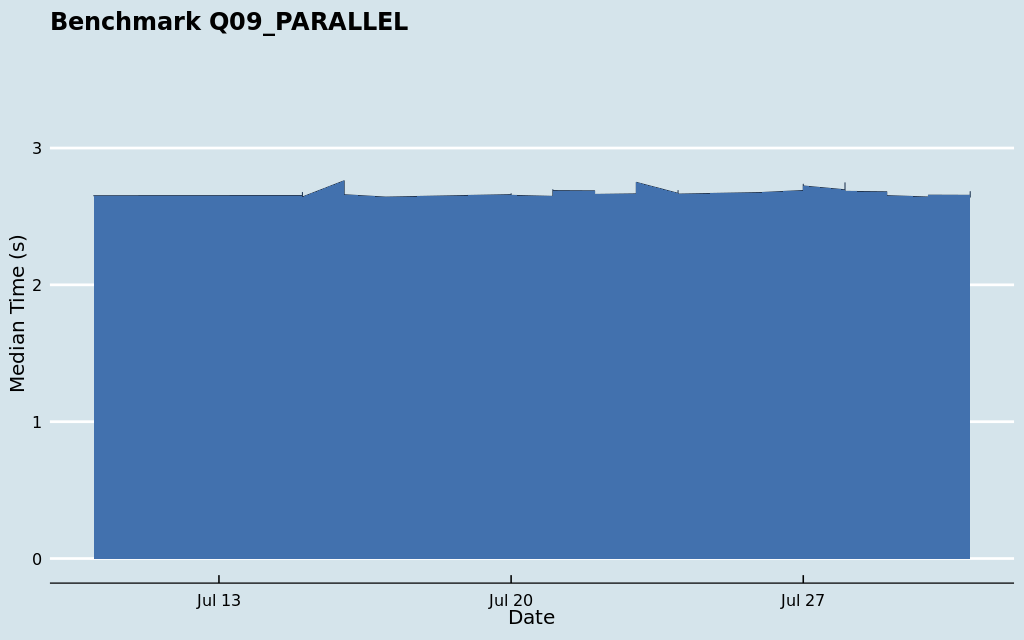 Benchmark Q09_PARALLEL
Median Time (s)
3
2
1
0
Jul 13
Jul 20
Jul 27
Date